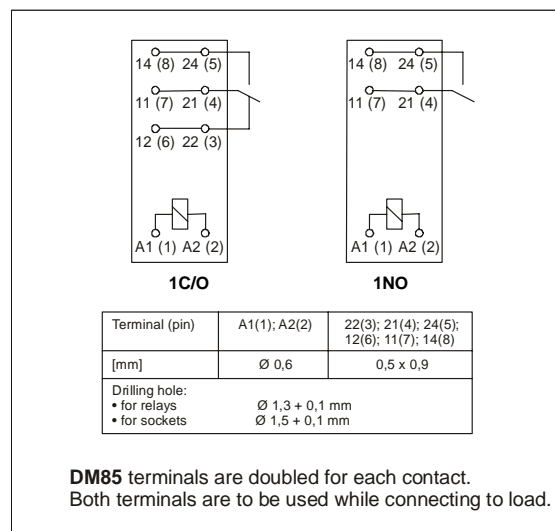 14 (8) 24 (5)
11 (7) 21 (4)
12 (6) 22 (3)
A1 (1) A2 (2)
1C/O
14 (8) 24 (5)
11 (7) 21 (4)
A1 (1) A2 (2)
1NO
Terminal (pin) A1(1); A2(2) 22(3); 21(4); 24(5);
12(6); 11(7); 14(8)
[mm] Ø 0,6 0,5 x 0,9
Drilling hole:
• for relays Ø 1,3 + 0,1 mm
• for sockets Ø 1,5 + 0,1 mm
DM85 terminals are doubled for each contact.
Both terminals are to be used while connecting to load.